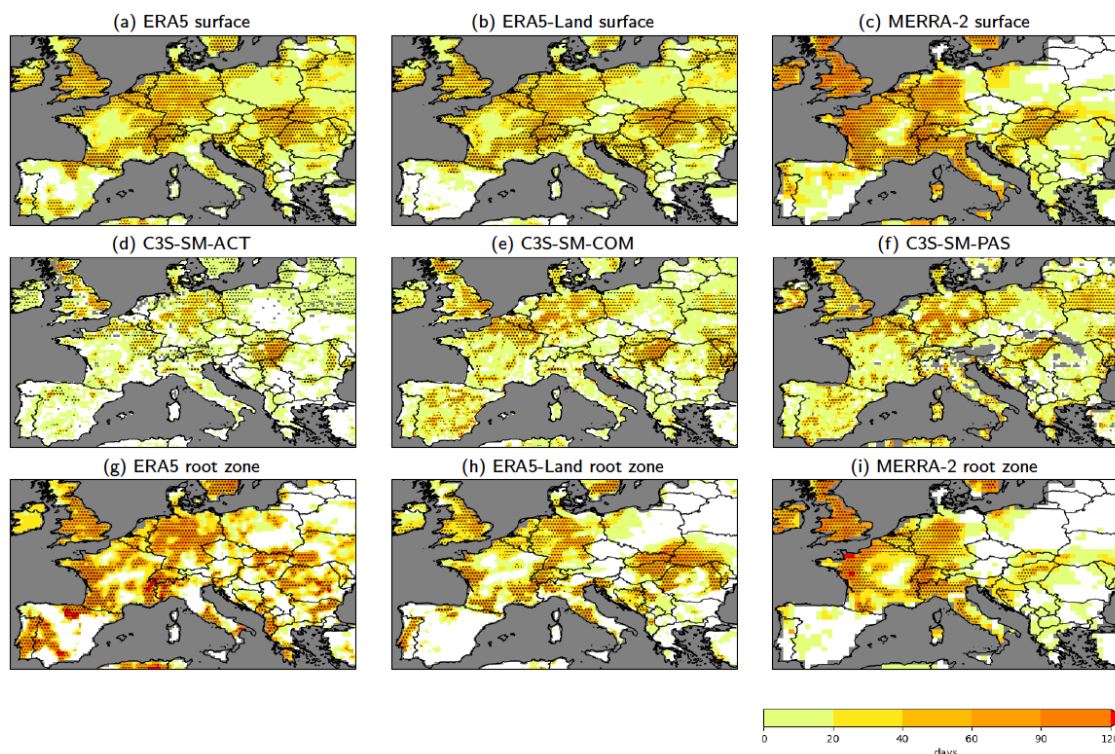 (a) ERA5 surface
(b) ERA5-Land surface
(c) MERRA-2 surface
(d) C3S-SM-ACT
(e) C3S-SM-COM
(f) C3S-SM-PAS
(g) ERA5 root zone
(h) ERA5-Land root zone
(i) MERRA-2 root zone
0 20 40 60 90 120
days